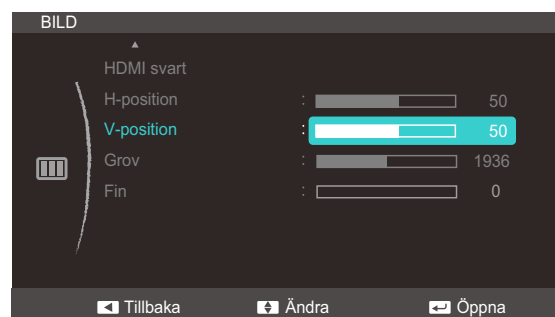 BILD
HDMI svart
H-position : 50
V-position : 50
Grov : 1936
Fin : 0
Tillbaka Ändra Öppna